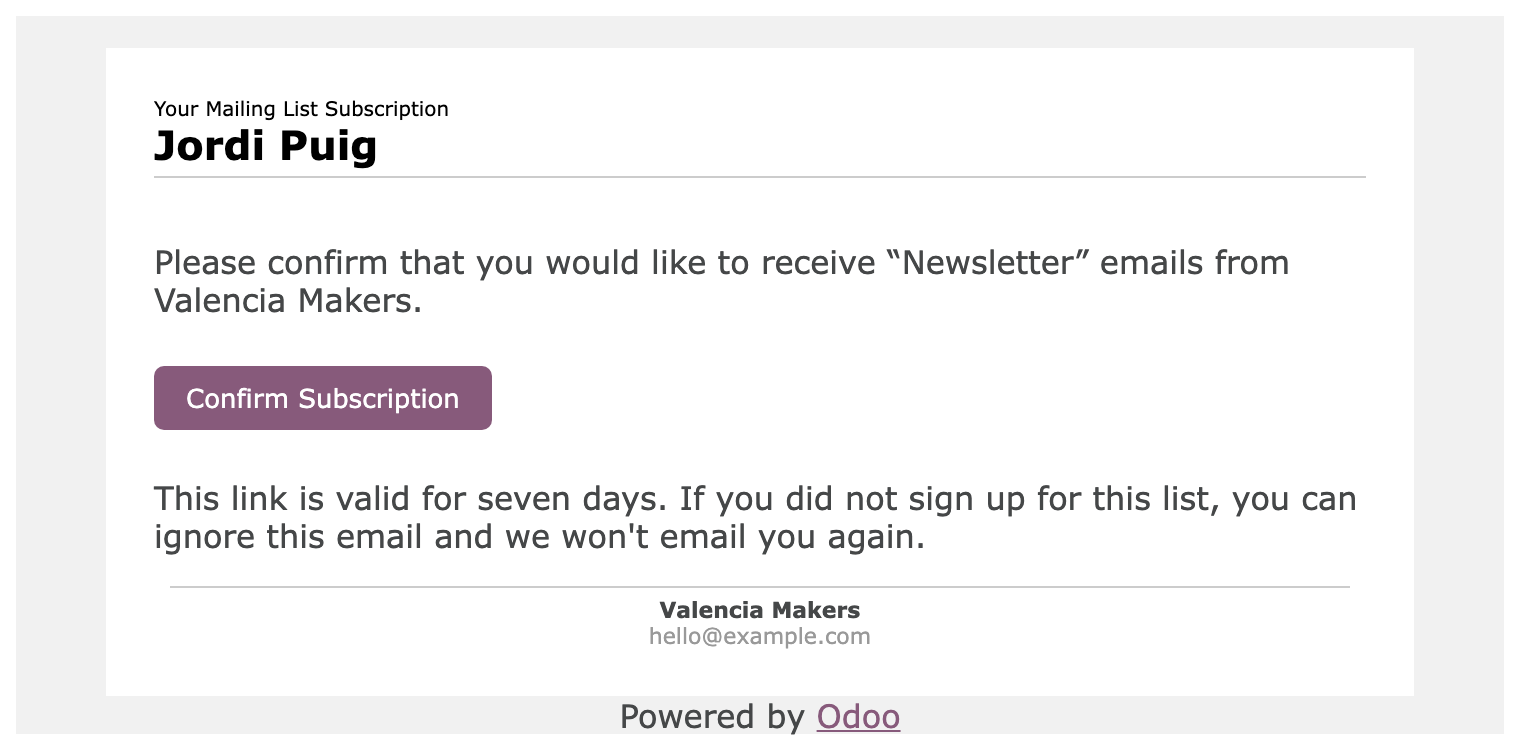 Your Mailing List Subscription
Jordi Puig
Please confirm that you would like to receive “Newsletter” emails from
Valencia Makers.
Confirm Subscription
This link is valid for seven days. If you did not sign up for this list, you can
ignore this email and we won't email you again.
Valencia Makers
hello@example.com
Powered by Odoo